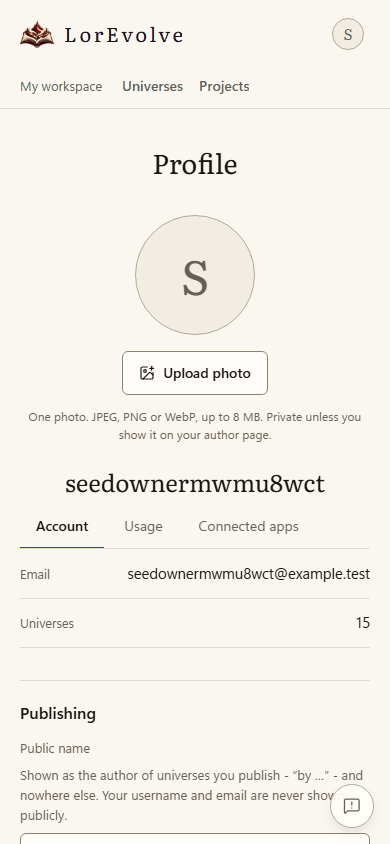 LorEvolve
S
My workspace Universes Projects
Profile
S
Upload photo
One photo. JPEG, PNG or WebP, up to 8 MB. Private unless you
show it on your author page.
seedownermwmu8wct
Account Usage Connected apps
Email seedownermwmu8wct@example.test
Universes 15
Publishing
Public name
Shown as the author of universes you publish - “by ...” - and
nowhere else. Your username and email are never shown
publicly.